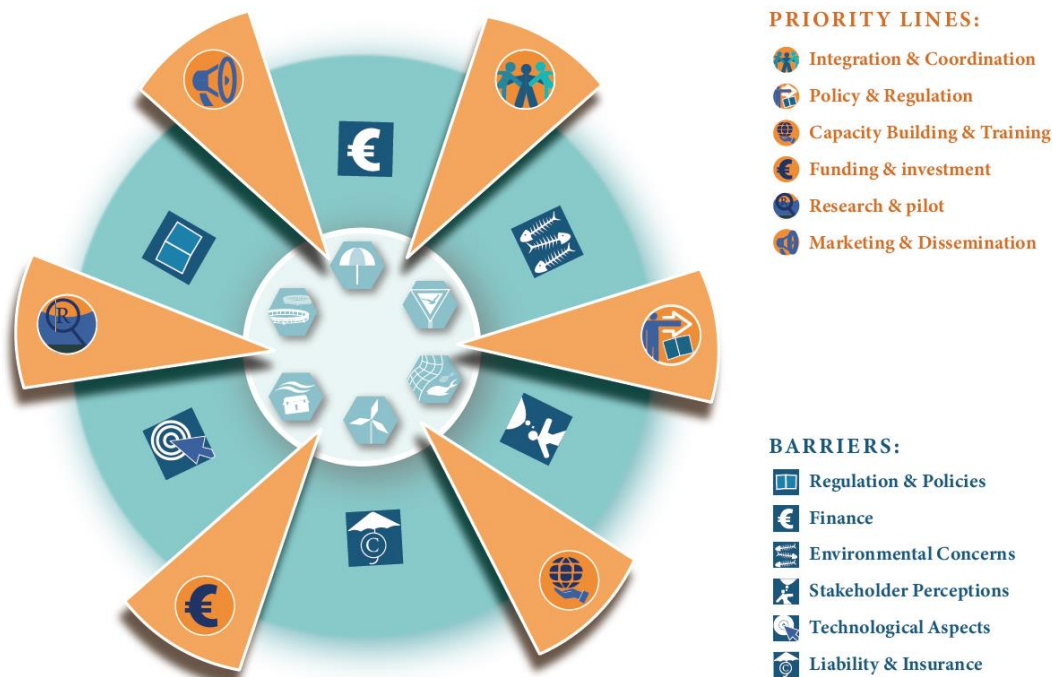 PRIORITY LINES:
Integration & Coordination
Policy & Regulation
Capacity Building & Training
Funding & investment
Research & pilot
Marketing & Dissemination
€
R
€
©
BARRIERS:
Regulation & Policies
Finance
Environmental Concerns
Stakeholder Perceptions
Technological Aspects
Liability & Insurance